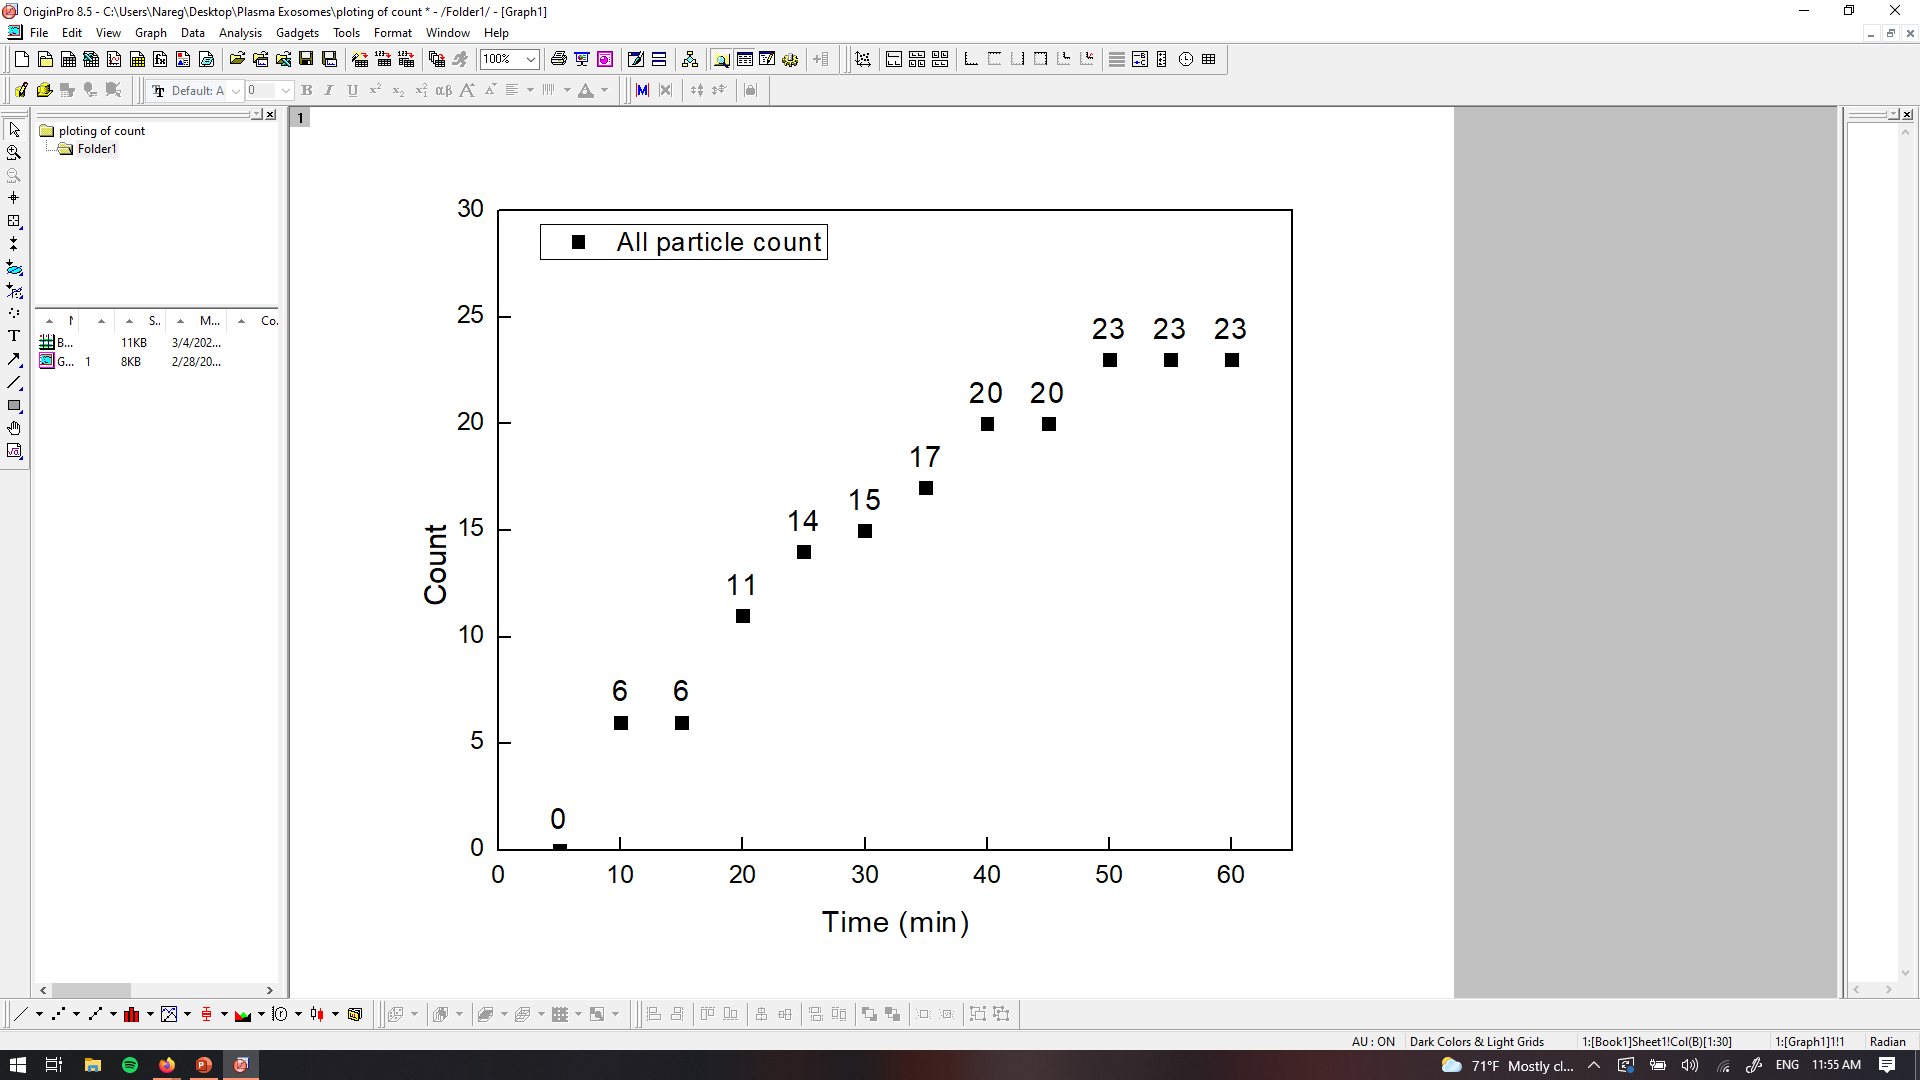 OriginPro 8.5 - C:\Users\Nareg\Desktop\Plasma Exosomes\ploting of count * - /Folder1/ - [Graph1]
File Edit View Graph Data Analysis Gadgets Tools Format Window Help
100%
Default: A 0 B I U x² x₂ αβ A A A M
ploting of count
Folder1
1
N S.. M... Co.
B... 11KB 3/4/202...
G... 1 8KB 2/28/20...
T
30
All particle count
25
23 23 23
20
20 20
17
15
14
15
11
10
6 6
5
0
0
0 10 20 30 40 50 60
Count
Time (min)
AU : ON Dark Colors & Light Grids 1:[Book1]Sheet1!Col(B)[1:30] 1:[Graph1]1!1 Radian
71°F Mostly cl... ENG 11:55 AM